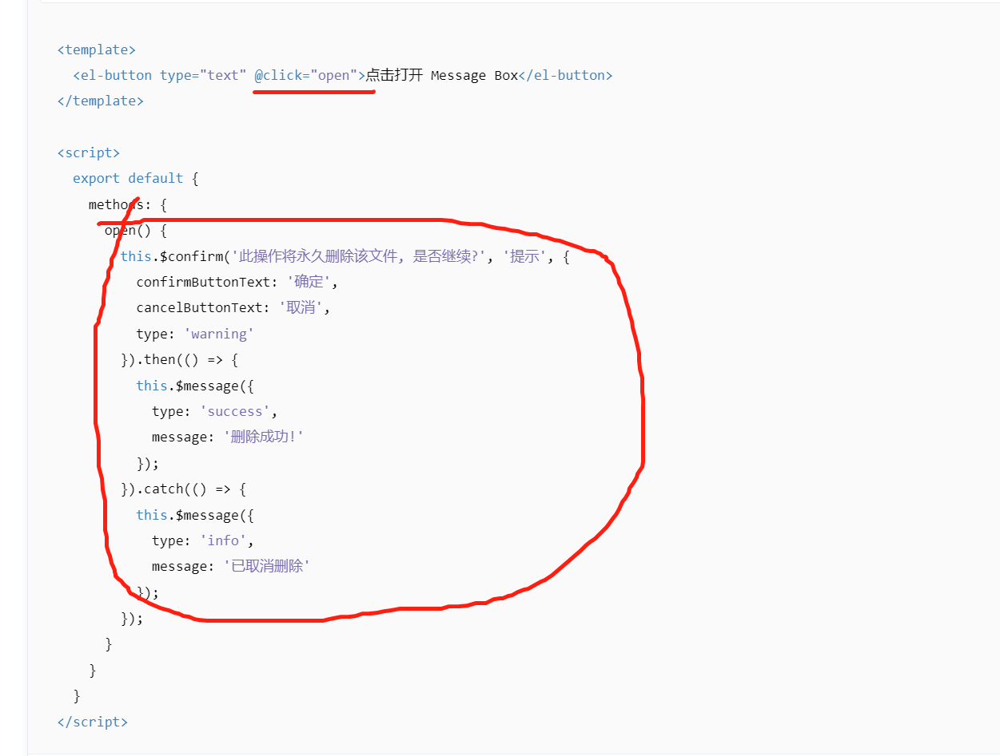 <template>
<el-button type="text" @click="open">点击打开 Message Box</el-button>
</template>
<script>
export default {
methods: {
open() {
this.$confirm('此操作将永久删除该文件, 是否继续?', '提示', {
confirmButtonText: '确定',
cancelButtonText: '取消',
type: 'warning'
}).then(() => {
this.$message({
type: 'success',
message: '删除成功!'
});
}).catch(() => {
this.$message({
type: 'info',
message: '已取消删除'
});
});
}
}
}
</script>